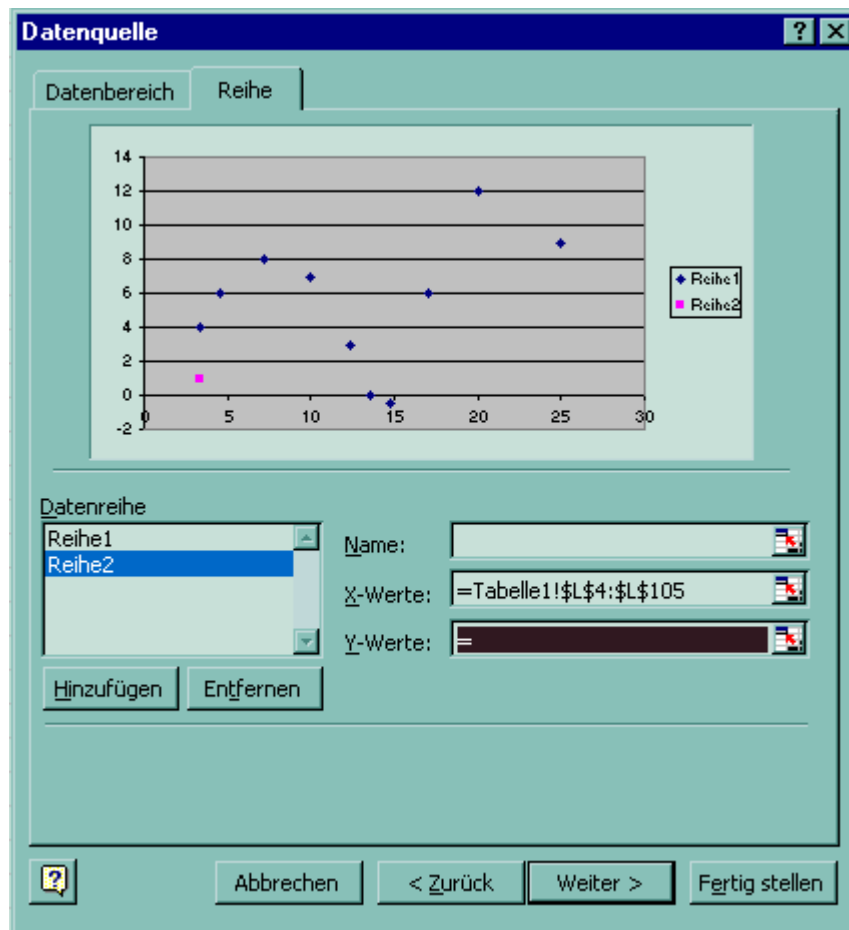 Datenquelle
Datenbereich Reihe
14
12
10
8
6
4
2
0
-2
0 5 10 15 20 25 30
Reihe1
Reihe2
Datenreihe
Reihe1
Reihe2
Name:
X-Werte: =Tabelle1!$L$4:$L$105
Y-Werte: =
Hinzufügen Entfernen
Abbrechen < Zurück Weiter > Fertig stellen